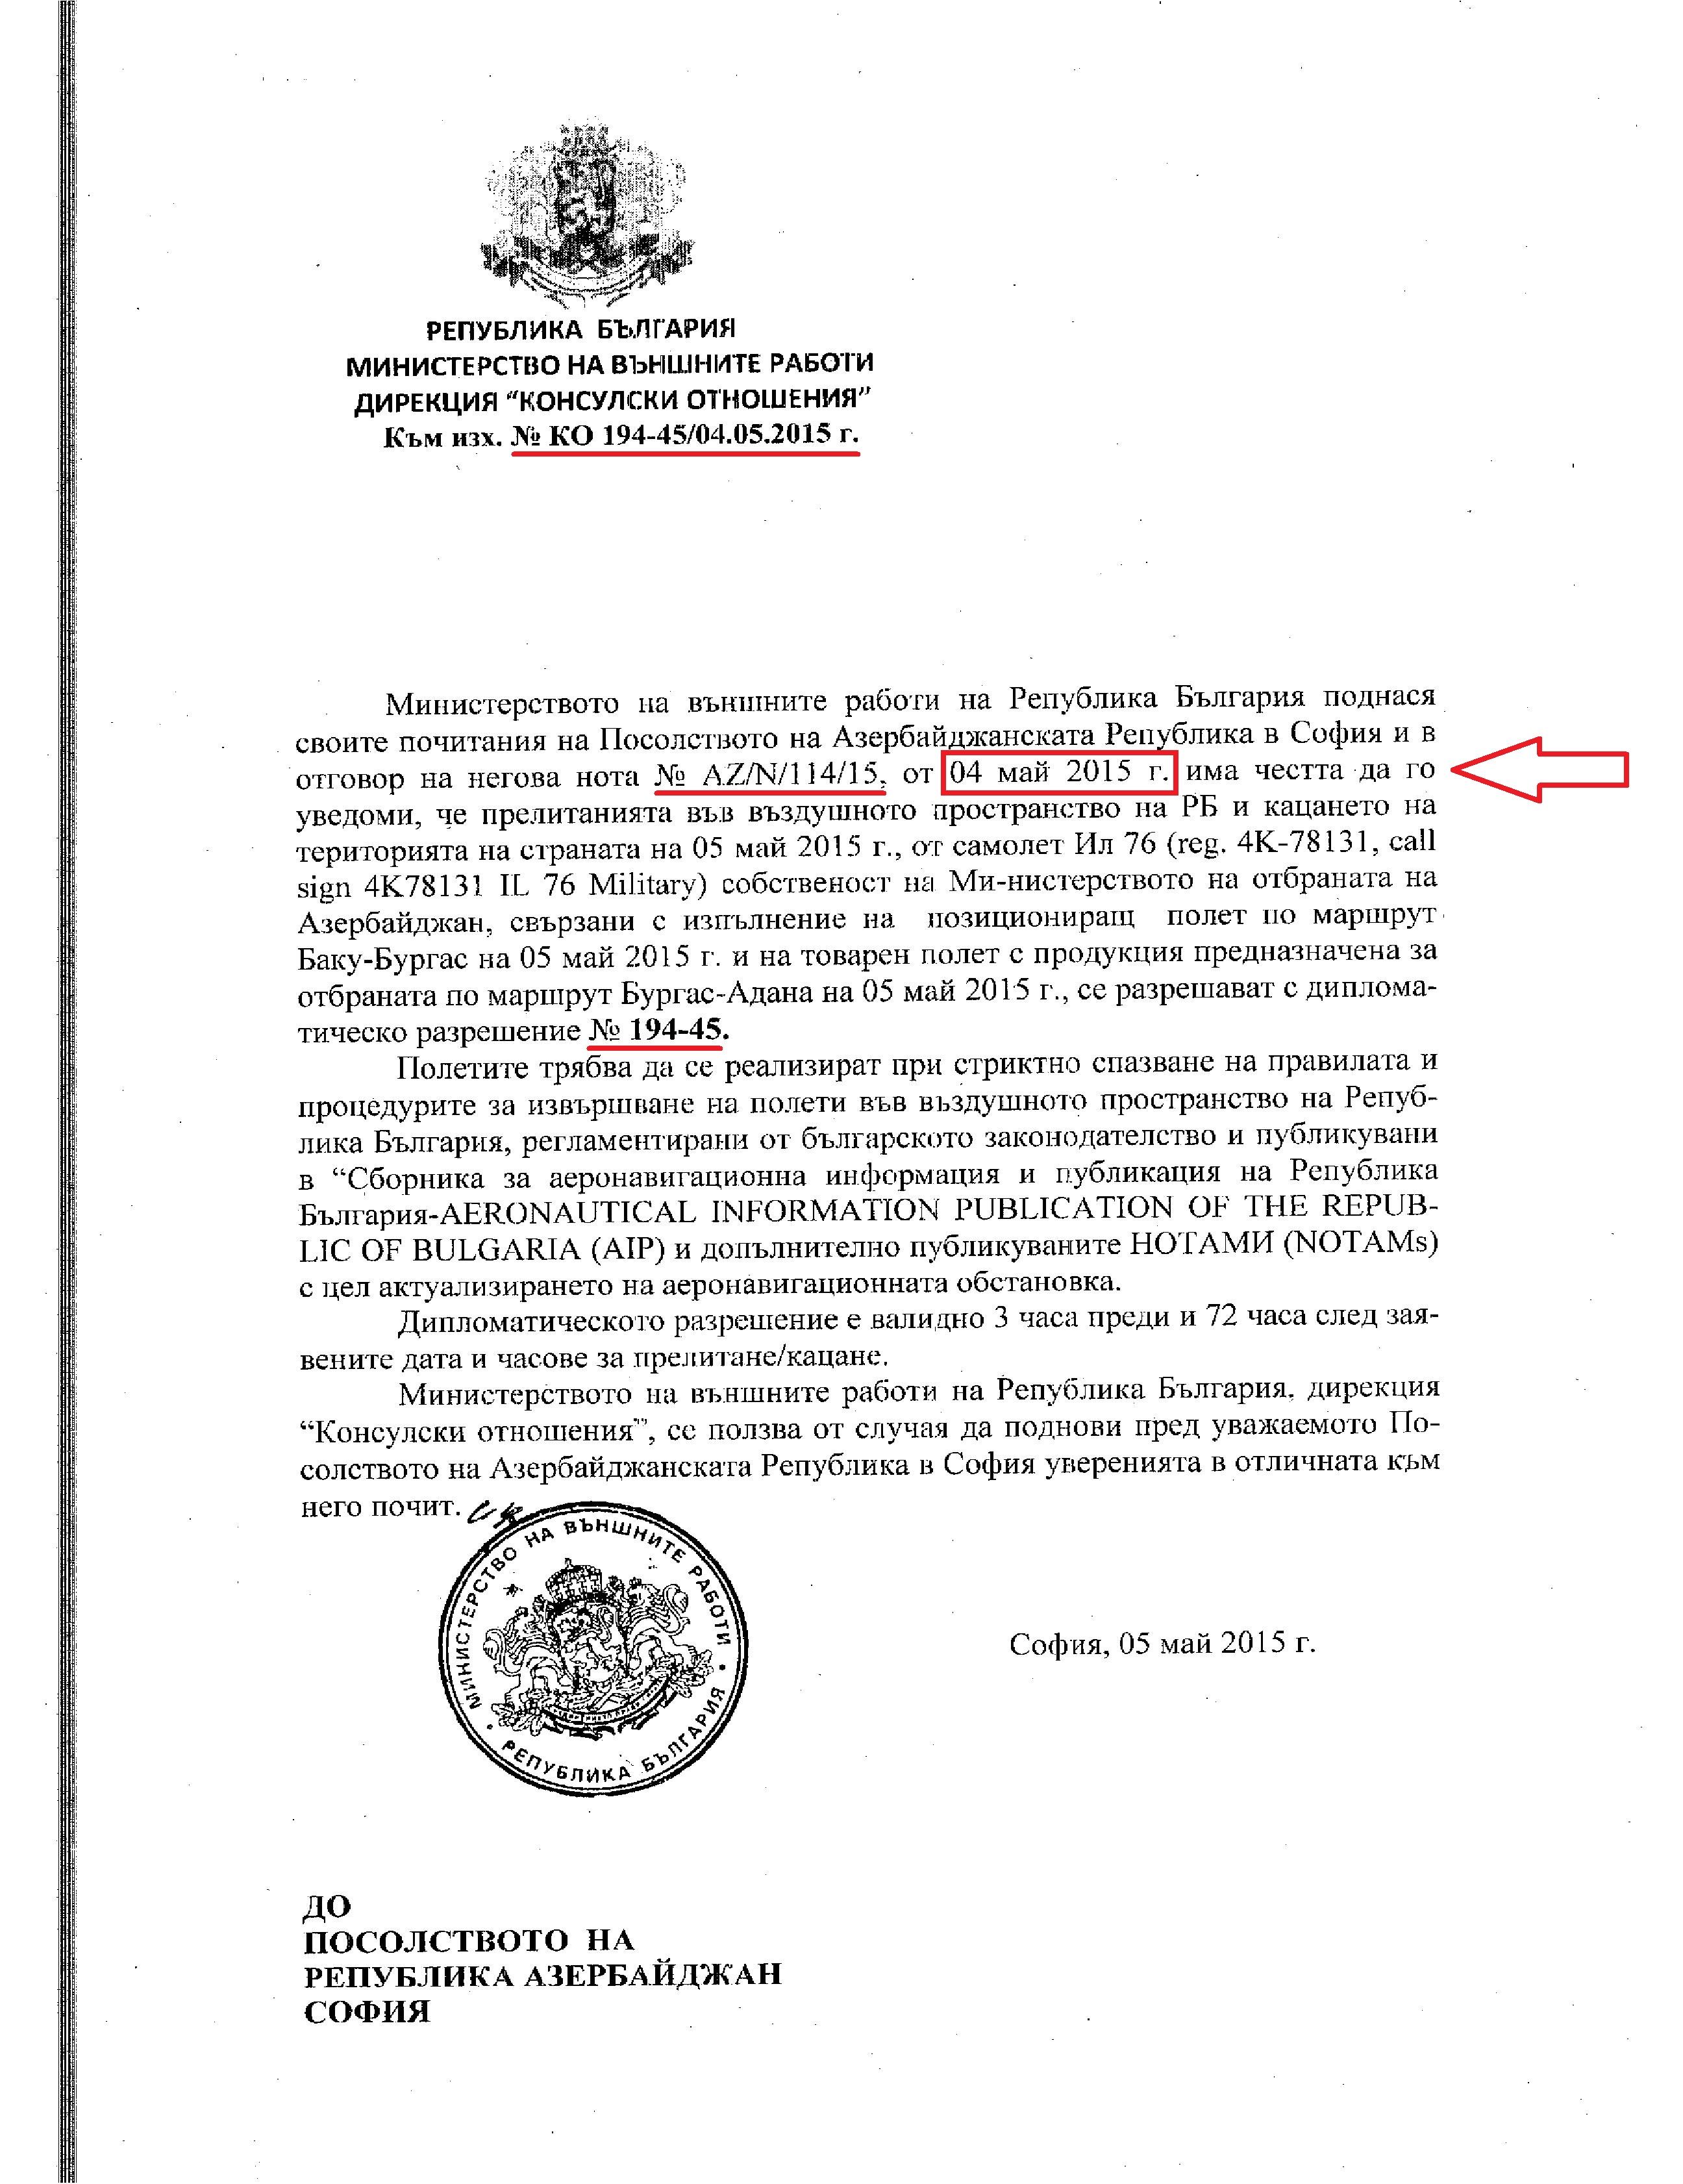 РЕПУБЛИКА БЪЛГАРИЯ
МИНИСТЕРСТВО НА ВЪНШНИТЕ РАБОТИ
ДИРЕКЦИЯ “КОНСУЛСКИ ОТНОШЕНИЯ”
Към изх. № КО 194-45/04.05.2015 г.
Министерството на външните работи на Република България поднася
своите почитания на Посолството на Азербайджанската Република в София и в
отговор на негова нота № AZ/N/114/15, от 04 май 2015 г. има честта да го
уведоми, че прелитанията във въздушното пространство на РБ и кацането на
територията на страната на 05 май 2015 г., от самолет Ил 76 (reg. 4K-78131, call
sign 4K78131 IL 76 Military) собственост на Ми-нистерството на отбраната на
Азербайджан, свързани с изпълнение на позициониращ полет по маршрут
Баку-Бургас на 05 май 2015 г. и на товарен полет с продукция предназначена за
отбраната по маршрут Бургас-Адана на 05 май 2015 г., се разрешават с диплома-
тическо разрешение № 194-45.
Полетите трябва да се реализират при стриктно спазване на правилата и
процедурите за извършване на полети във въздушното пространство на Репуб-
лика България, регламентирани от българското законодателство и публикувани
в “Сборника за аеронавигационна информация и публикация на Република
България-AERONAUTICAL INFORMATION PUBLICATION OF THE REPUB-
LIC OF BULGARIA (AIP) и допълнително публикуваните НОТАМИ (NOTAMs)
с цел актуализирането на аеронавигационната обстановка.
Дипломатическото разрешение е валидно 3 часа преди и 72 часа след зая-
вените дата и часове за прелитане/кацане.
Министерството на външните работи на Република България, дирекция
“Консулски отношения”, се ползва от случая да поднови пред уважаемото По-
солството на Азербайджанската Република в София уверенията в отличната към
него почит.
МИНИСТЕРСТВО НА ВЪНШНИТЕ РАБОТИ
• РЕПУБЛИКА БЪЛГАРИЯ •
София, 05 май 2015 г.
ДО
ПОСОЛСТВОТО НА
РЕПУБЛИКА АЗЕРБАЙДЖАН
СОФИЯ